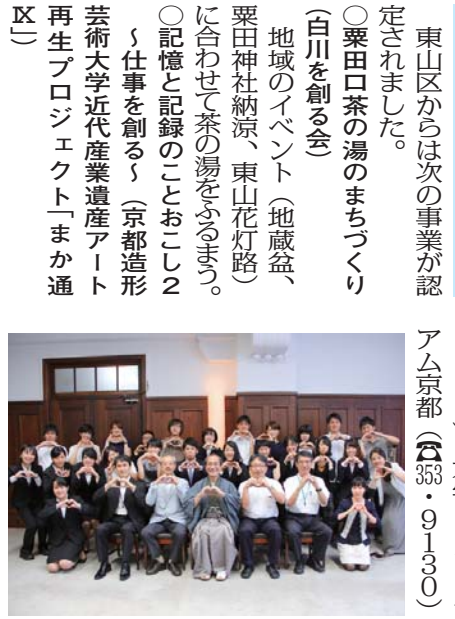 東山区からは次の事業が認
定されました。
○粟田口茶の湯のまちづくり
(白川を創る会)
地域のイベント(地蔵盆、
粟田神社納涼、東山花灯路)
に合わせて茶の湯をふるまう。
○記憶と記録のことおこし2
~仕事を創る~(京都造形
芸術大学近代産業遺産アート
再生プロジェクト「まか通
Ⅸ」)
アム京都(☎353・9130)